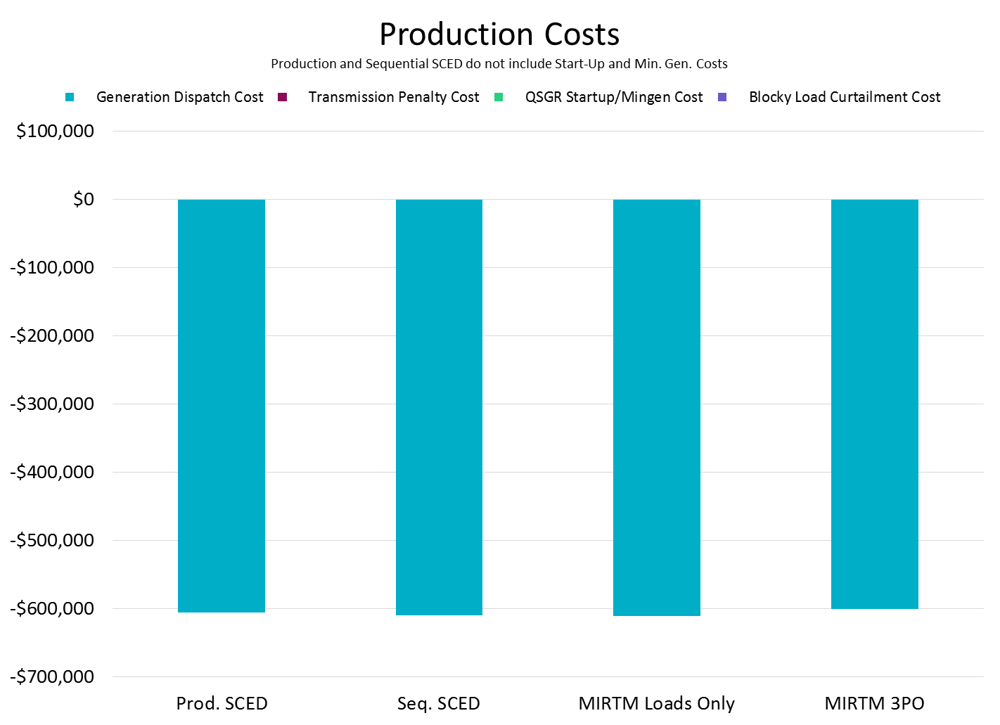 Production Costs
Production and Sequential SCED do not include Start-Up and Min. Gen. Costs
Generation Dispatch Cost Transmission Penalty Cost QSGR Startup/Mingen Cost Blocky Load Curtailment Cost
$100,000
$0
-$100,000
-$200,000
-$300,000
-$400,000
-$500,000
-$600,000
-$700,000
Prod. SCED Seq. SCED MIRTM Loads Only MIRTM 3PO